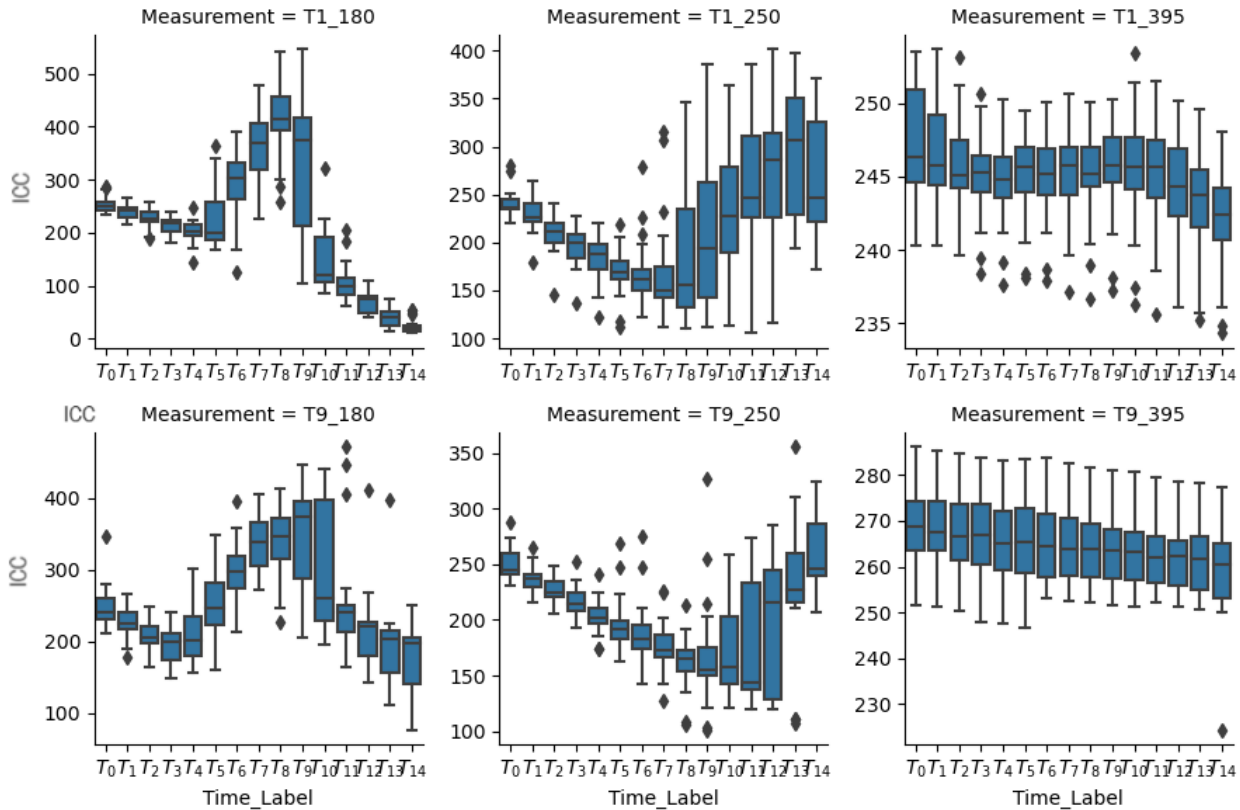 Measurement = T1_180
Measurement = T1_250
Measurement = T1_395
ICC
500
400
300
200
100
0
400
350
300
250
200
150
100
250
245
240
235
T0 T1 T2 T3 T4 T5 T6 T7 T8 T9 T10 T11 T12 T13 T14
T0 T1 T2 T3 T4 T5 T6 T7 T8 T9 T10 T11 T12 T13 T14
T0 T1 T2 T3 T4 T5 T6 T7 T8 T9 T10 T11 T12 T13 T14
ICC
Measurement = T9_180
Measurement = T9_250
Measurement = T9_395
ICC
400
300
200
100
350
300
250
200
150
100
280
270
260
250
240
230
T0 T1 T2 T3 T4 T5 T6 T7 T8 T9 T10 T11 T12 T13 T14
T0 T1 T2 T3 T4 T5 T6 T7 T8 T9 T10 T11 T12 T13 T14
T0 T1 T2 T3 T4 T5 T6 T7 T8 T9 T10 T11 T12 T13 T14
Time_Label
Time_Label
Time_Label